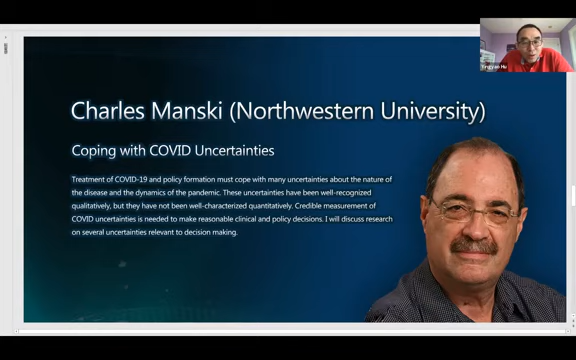 Charles Manski (Northwestern University)
Coping with COVID Uncertainties
Treatment of COVID-19 and policy formation must cope with many uncertainties about the nature of
the disease and the dynamics of the pandemic. These uncertainties have been well-recognized
qualitatively, but they have not been well-characterized quantitatively. Credible measurement of
COVID uncertainties is needed to make reasonable clinical and policy decisions. I will discuss research
on several uncertainties relevant to decision making.
Yingyao Hu